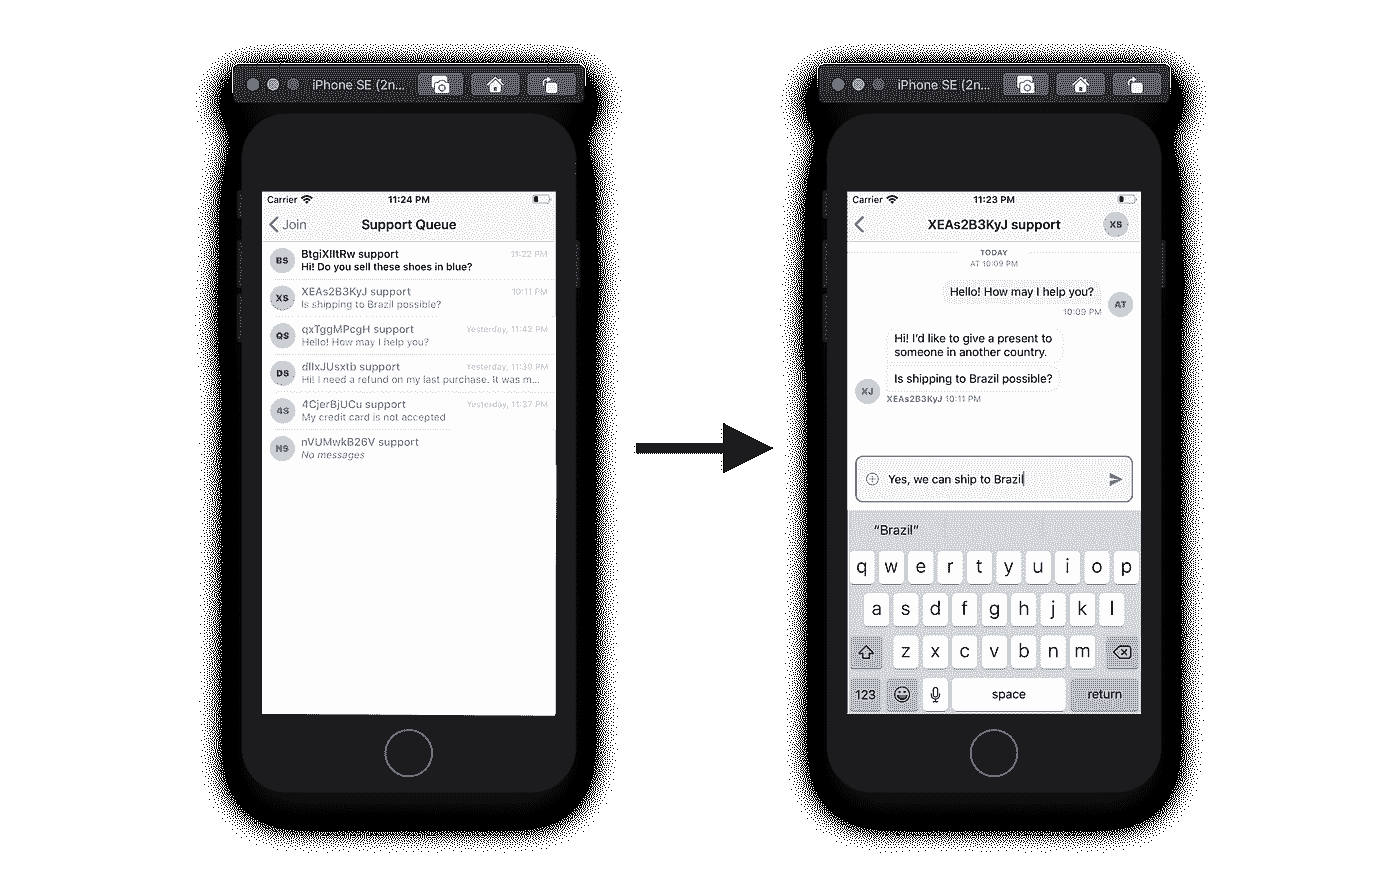 iPhone SE (2n...
Carrier
11:24 PM
Join
Support Queue
BS
BtgiXIltRw support
11:22 PM
Hi! Do you sell these shoes in blue?
XS
XEAs2B3KyJ support
10:11 PM
Is shipping to Brazil possible?
QS
qxTggMPcgH support
Yesterday, 11:43 PM
Hello! How may I help you?
DS
dIIxJUsxtb support
Yesterday, 11:39 PM
Hi! I need a refund on my last purchase. It was m...
4S
4CjerBjUCu support
Yesterday, 11:37 PM
My credit card is not accepted
NS
nVUMwkB26V support
No messages
iPhone SE (2n...
Carrier
11:23 PM
XEAs2B3KyJ support
XS
TODAY
AT 10:09 PM
Hello! How may I help you?
AT
10:09 PM
Hi! I'd like to give a present to
someone in another country.
Is shipping to Brazil possible?
XJ
XEAs2B3KyJ 10:11 PM
Yes, we can ship to Brazil
"Brazil"
q w e r t y u i o p
a s d f g h j k l
z x c v b n m
123
space
return